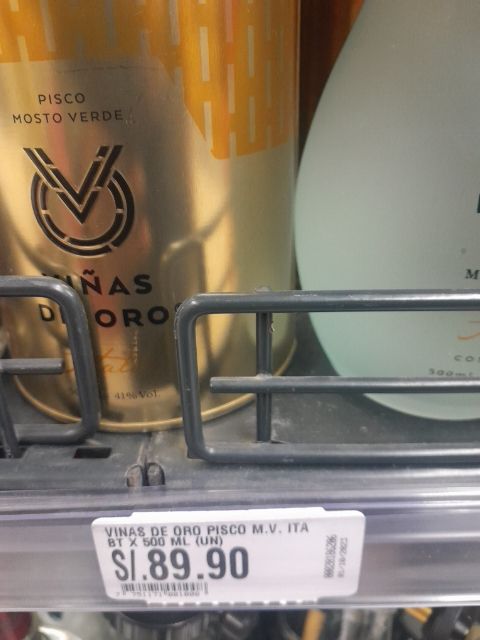 PISCO
MOSTO VERDE
VIÑAS
DE ORO
41% Vol.
500mL
VINAS DE ORO PISCO M.V. ITA
BT X 500 ML (UN)
S/.89.90